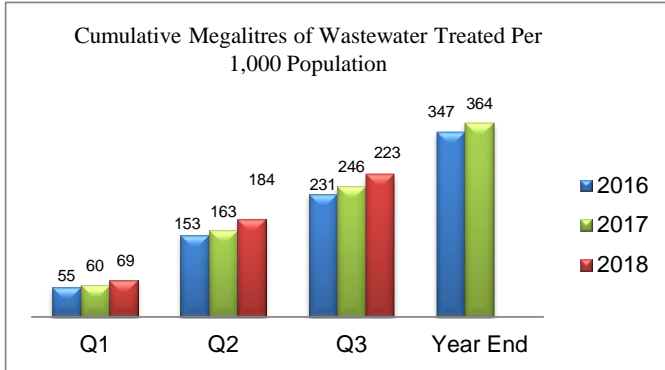 Cumulative Megalitres of Wastewater Treated Per
1,000 Population
55 60 69
153 163 184
231 246 223
347 364
Q1 Q2 Q3 Year End
2016
2017
2018